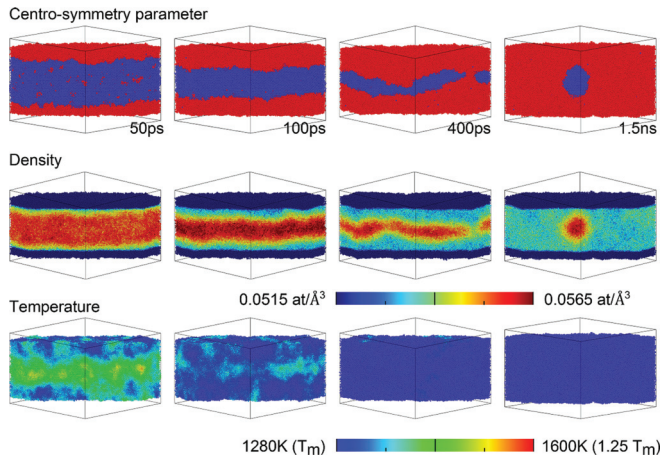 Centro-symmetry parameter
50ps
100ps
400ps
1.5ns
Density
0.0515 at/Å³
0.0565 at/Å³
Temperature
1280K (Tm)
1600K (1.25 Tm)